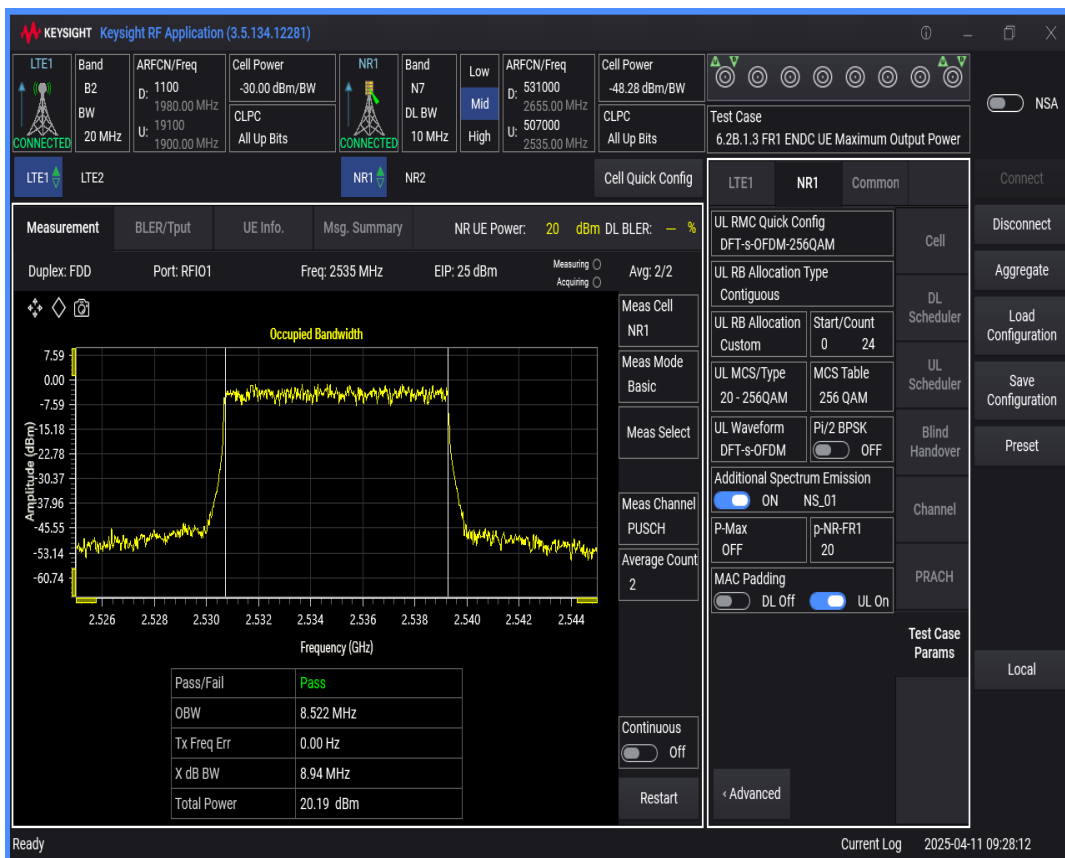 KEYSIGHT Keysight RF Application (3.5.134.12281)
LTE1
CONNECTED
Band
B2
BW
20 MHz
ARFCN/Freq
D: 1100
1980.00 MHz
U: 19100
1900.00 MHz
Cell Power
-30.00 dBm/BW
CLPC
All Up Bits
NR1
CONNECTED
Band
N7
DL BW
10 MHz
Low
Mid
High
ARFCN/Freq
D: 531000
2655.00 MHz
U: 507000
2535.00 MHz
Cell Power
-48.28 dBm/BW
CLPC
All Up Bits
Test Case
6.2B.1.3 FR1 ENDC UE Maximum Output Power
NSA
LTE1 LTE2 NR1 NR2 Cell Quick Config
Measurement BLER/Tput UE Info. Msg. Summary NR UE Power: 20 dBm DL BLER: — %
Duplex: FDD Port: RFIO1 Freq: 2535 MHz EIP: 25 dBm Measuring Acquiring Avg: 2/2
Occupied Bandwidth
Amplitude (dBm)
7.59
0.00
-7.59
-15.18
-22.78
-30.37
-37.96
-45.55
-53.14
-60.74
2.526 2.528 2.530 2.532 2.534 2.536 2.538 2.540 2.542 2.544
Frequency (GHz)
Pass/Fail Pass
OBW 8.522 MHz
Tx Freq Err 0.00 Hz
X dB BW 8.94 MHz
Total Power 20.19 dBm
Meas Cell
NR1
Meas Mode
Basic
Meas Select
Meas Channel
PUSCH
Average Count
2
Continuous
Off
Restart
LTE1 NR1 Common
UL RMC Quick Config
DFT-s-OFDM-256QAM
UL RB Allocation Type
Contiguous
UL RB Allocation
Custom
Start/Count
0 24
UL MCS/Type
20 - 256QAM
MCS Table
256 QAM
UL Waveform
DFT-s-OFDM
Pi/2 BPSK
OFF
Additional Spectrum Emission
ON NS_01
P-Max
OFF
p-NR-FR1
20
MAC Padding
DL Off UL On
‹ Advanced
Cell
DL
Scheduler
UL
Scheduler
Blind
Handover
Channel
PRACH
Test Case
Params
Connect
Disconnect
Aggregate
Load
Configuration
Save
Configuration
Preset
Local
Ready Current Log 2025-04-11 09:28:12